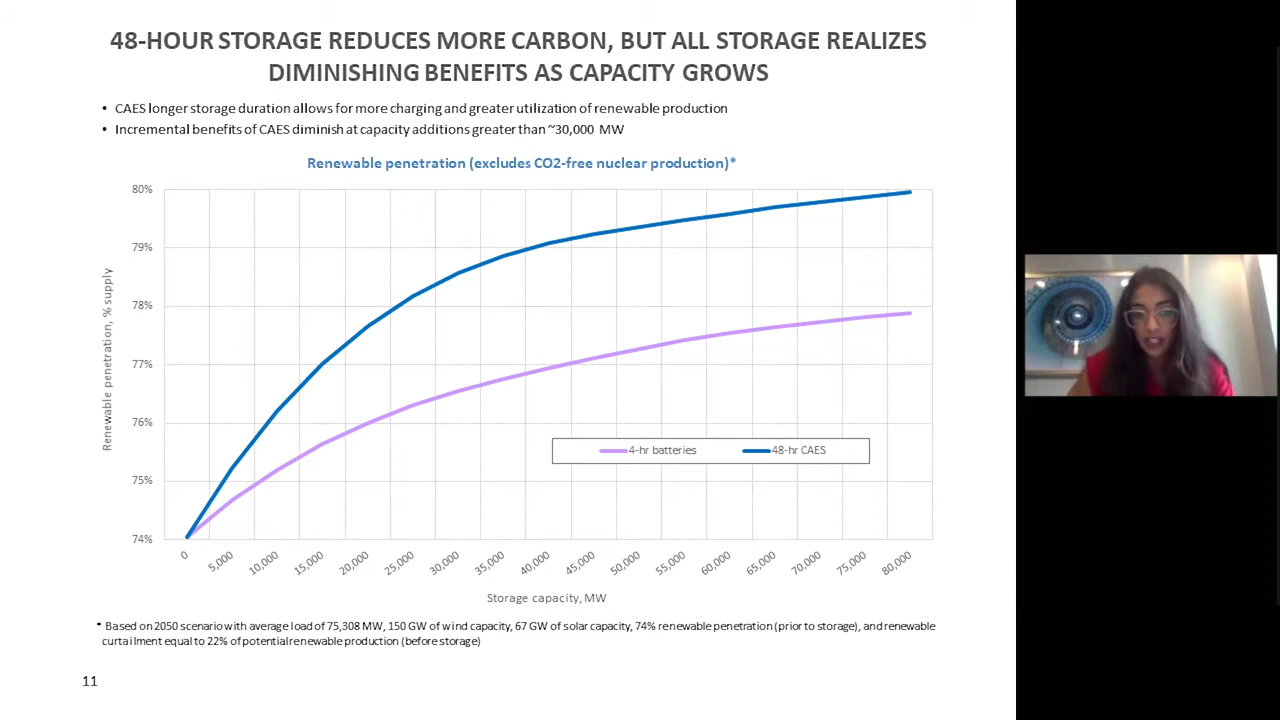 48-HOUR STORAGE REDUCES MORE CARBON, BUT ALL STORAGE REALIZES
DIMINISHING BENEFITS AS CAPACITY GROWS
• CAES longer storage duration allows for more charging and greater utilization of renewable production
• Incremental benefits of CAES diminish at capacity additions greater than ~30,000 MW
Renewable penetration (excludes CO2-free nuclear production)*
Renewable penetration, % supply
80%
79%
78%
77%
76%
75%
74%
4-hr batteries
48-hr CAES
0
5,000
10,000
15,000
20,000
25,000
30,000
35,000
40,000
45,000
50,000
55,000
60,000
65,000
70,000
75,000
80,000
Storage capacity, MW
* Based on 2050 scenario with average load of 75,308 MW, 150 GW of wind capacity, 67 GW of solar capacity, 74% renewable penetration (prior to storage), and renewable
curtailment equal to 22% of potential renewable production (before storage)
11